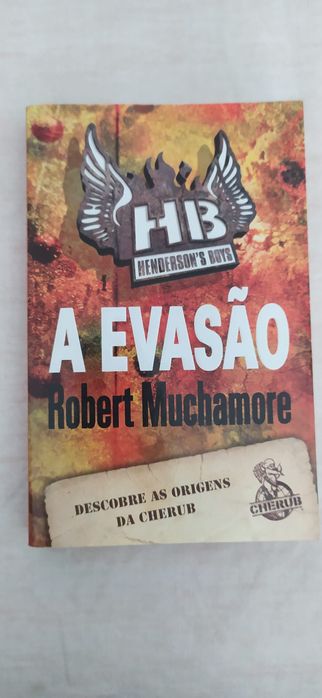 HB
HENDERSON'S BOYS
A EVASÃO
Robert Muchamore
DESCOBRE AS ORIGENS
DA CHERUB
CHERUB